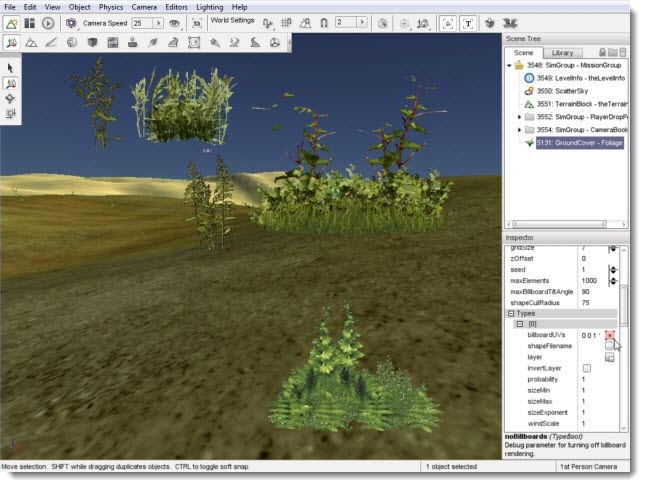 File Edit View Object Physics Camera Editors Lighting Help
Camera Speed 25 World Settings 2
Scene Tree
Scene Library
3548: SimGroup - MissionGroup
3549: LevelInfo - theLevelInfo
3550: ScatterSky
3551: TerrainBlock - theTerrain
3552: SimGroup - PlayerDropPo
3554: SimGroup - CameraBook
5131: GroundCover - Foliage
Inspector
gridSize 7
zOffset 0
seed 1
maxElements 1000
maxBillboardTiltAngle 90
shapeCullRadius 75
Types
[0]
billboardUVs 0 0 1
shapeFilename ...
layer
invertLayer
probability 1
sizeMin 1
sizeMax 1
sizeExponent 1
windScale 1
noBillboards (TypeBool)
Debug parameter for turning off billboard
rendering.
Move selection. SHIFT while dragging duplicates objects. CTRL to toggle soft snap. 1 object selected 1st Person Camera